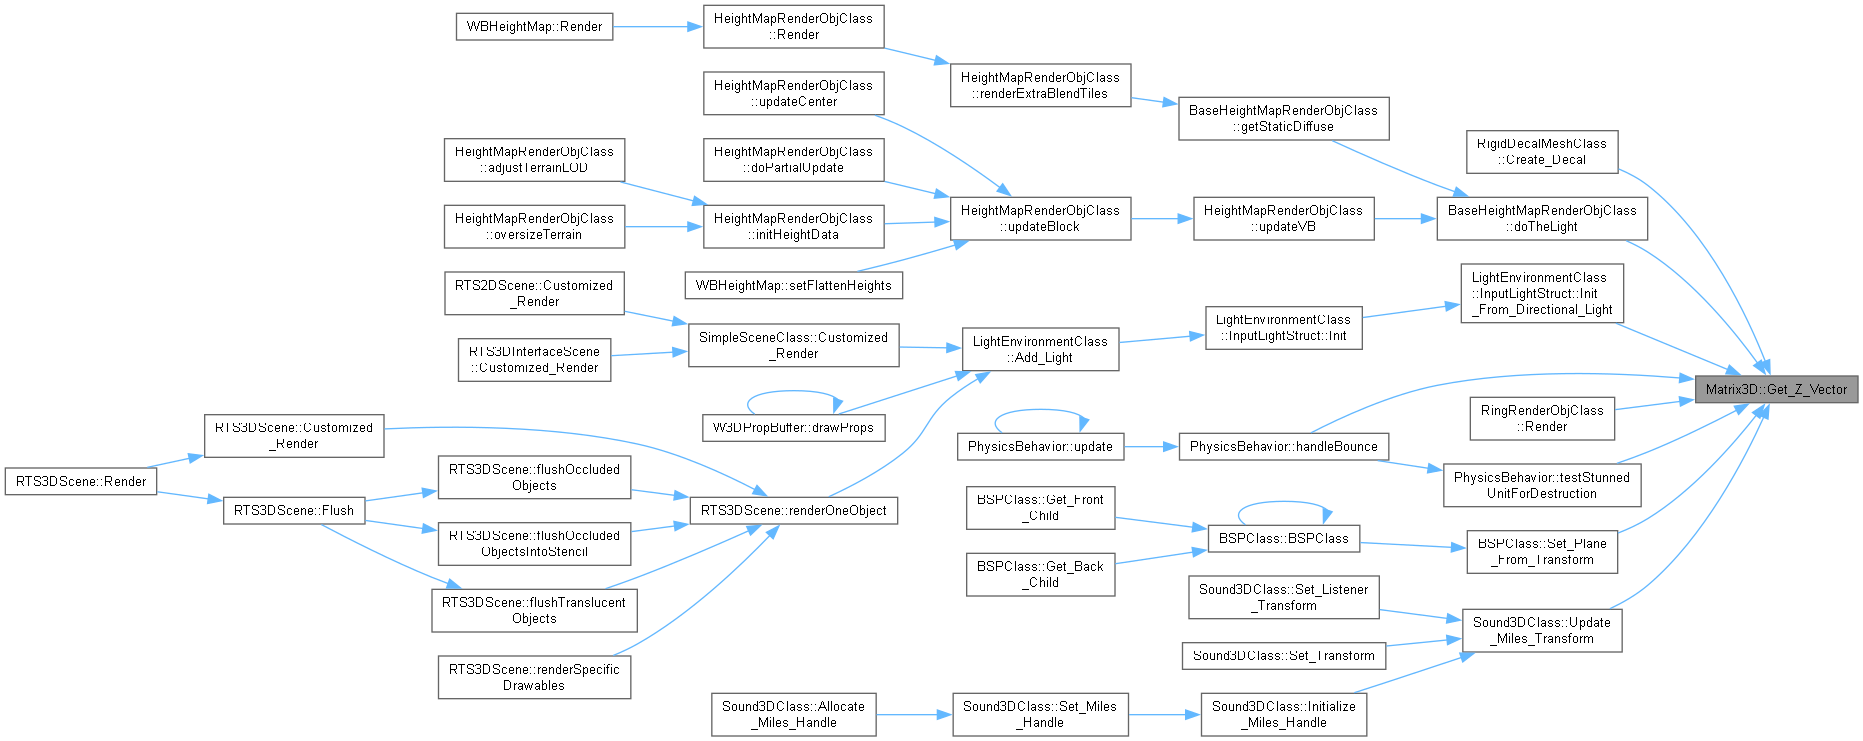 WBHeightMap::Render
HeightMapRenderObjClass
::Render
HeightMapRenderObjClass
::renderExtraBlendTiles
HeightMapRenderObjClass
::updateCenter
BaseHeightMapRenderObjClass
::getStaticDiffuse
RigidDecalMeshClass
::Create_Decal
HeightMapRenderObjClass
::adjustTerrainLOD
HeightMapRenderObjClass
::doPartialUpdate
HeightMapRenderObjClass
::oversizeTerrain
HeightMapRenderObjClass
::initHeightData
HeightMapRenderObjClass
::updateBlock
HeightMapRenderObjClass
::updateVB
BaseHeightMapRenderObjClass
::doTheLight
WBHeightMap::setFlattenHeights
RTS2DScene::Customized
_Render
LightEnvironmentClass
::InputLightStruct::Init
_From_Directional_Light
LightEnvironmentClass
::InputLightStruct::Init
SimpleSceneClass::Customized
_Render
LightEnvironmentClass
::Add_Light
RTS3DInterfaceScene
::Customized_Render
Matrix3D::Get_Z_Vector
W3DPropBuffer::drawProps
RingRenderObjClass
::Render
RTS3DScene::Customized
_Render
PhysicsBehavior::update
PhysicsBehavior::handleBounce
RTS3DScene::Render
RTS3DScene::flushOccluded
Objects
PhysicsBehavior::testStunned
UnitForDestruction
RTS3DScene::Flush
RTS3DScene::renderOneObject
BSPClass::Get_Front
_Child
RTS3DScene::flushOccluded
ObjectsIntoStencil
BSPClass::BSPClass
BSPClass::Set_Plane
_From_Transform
BSPClass::Get_Back
_Child
RTS3DScene::flushTranslucent
Objects
Sound3DClass::Set_Listener
_Transform
Sound3DClass::Update
_Miles_Transform
Sound3DClass::Set_Transform
RTS3DScene::renderSpecific
Drawables
Sound3DClass::Allocate
_Miles_Handle
Sound3DClass::Set_Miles
_Handle
Sound3DClass::Initialize
_Miles_Handle